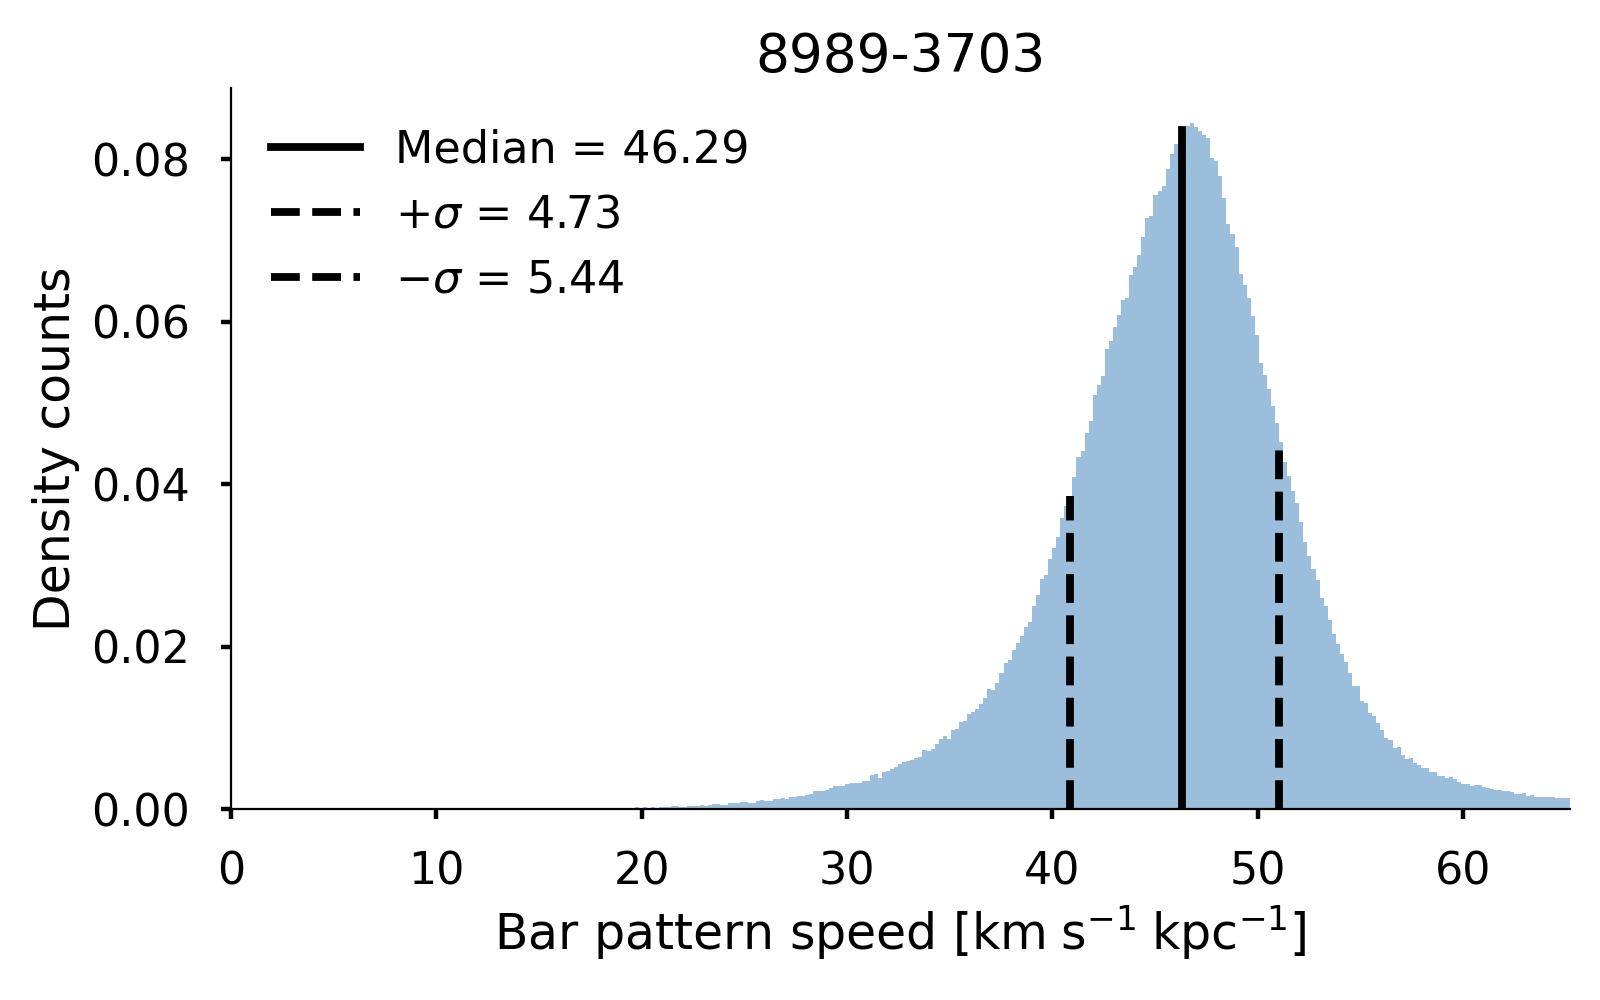 8989-3703
Median = 46.29
+σ = 4.73
−σ = 5.44
Density counts
0.08
0.06
0.04
0.02
0.00
0 10 20 30 40 50 60
Bar pattern speed [km s⁻¹ kpc⁻¹]